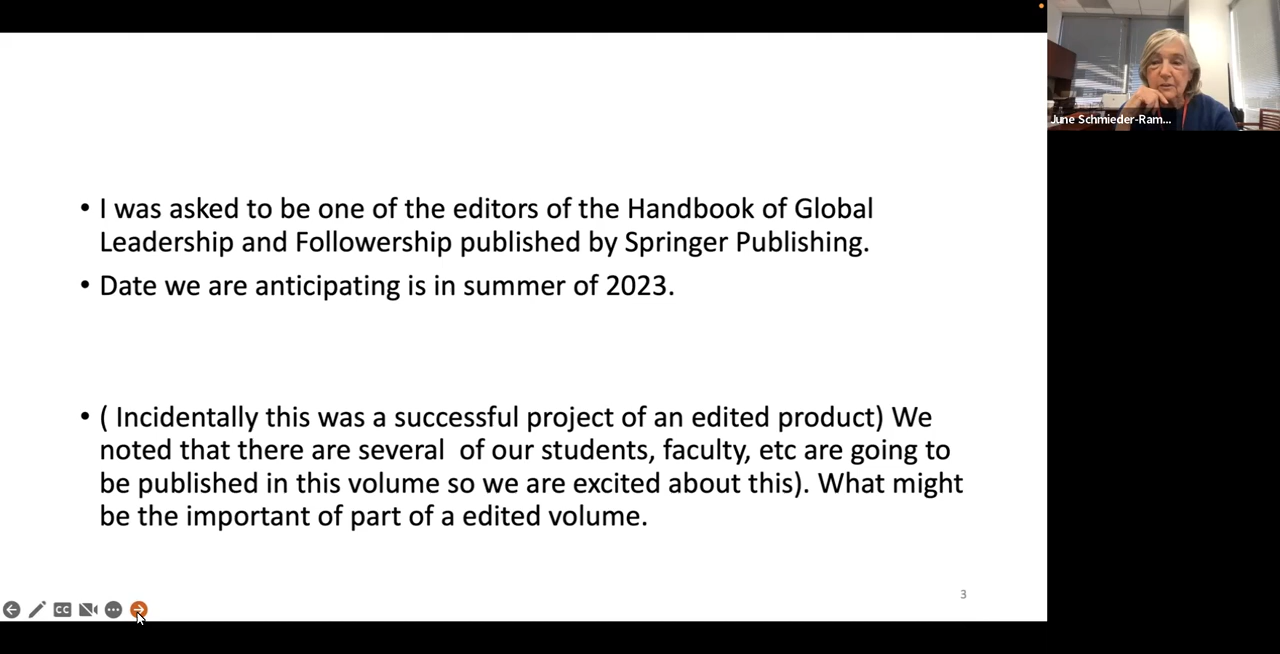 June Schmieder-Ram...
• I was asked to be one of the editors of the Handbook of Global
Leadership and Followership published by Springer Publishing.
• Date we are anticipating is in summer of 2023.
• ( Incidentally this was a successful project of an edited product) We
noted that there are several  of our students, faculty, etc are going to
be published in this volume so we are excited about this). What might
be the important of part of a edited volume.
3
CC